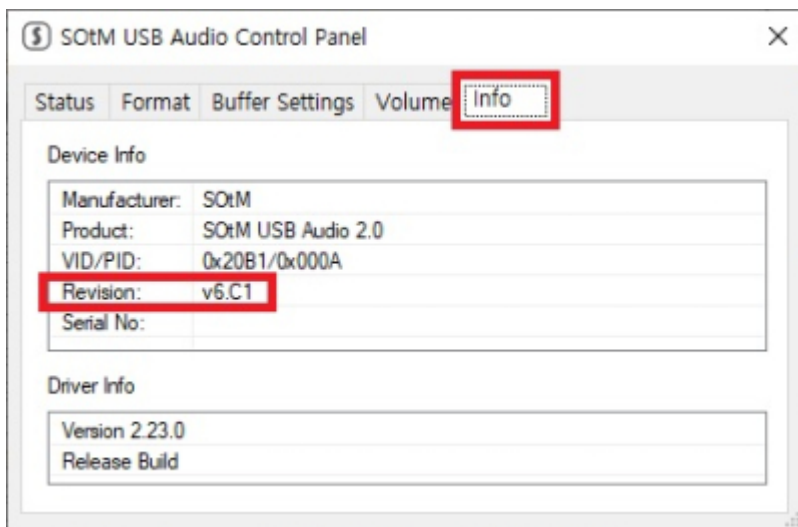 SOtM USB Audio Control Panel
Status Format Buffer Settings Volume Info
Device Info
Manufacturer: SOtM
Product: SOtM USB Audio 2.0
VID/PID: 0x20B1/0x000A
Revision: v6.C1
Serial No:
Driver Info
Version 2.23.0
Release Build